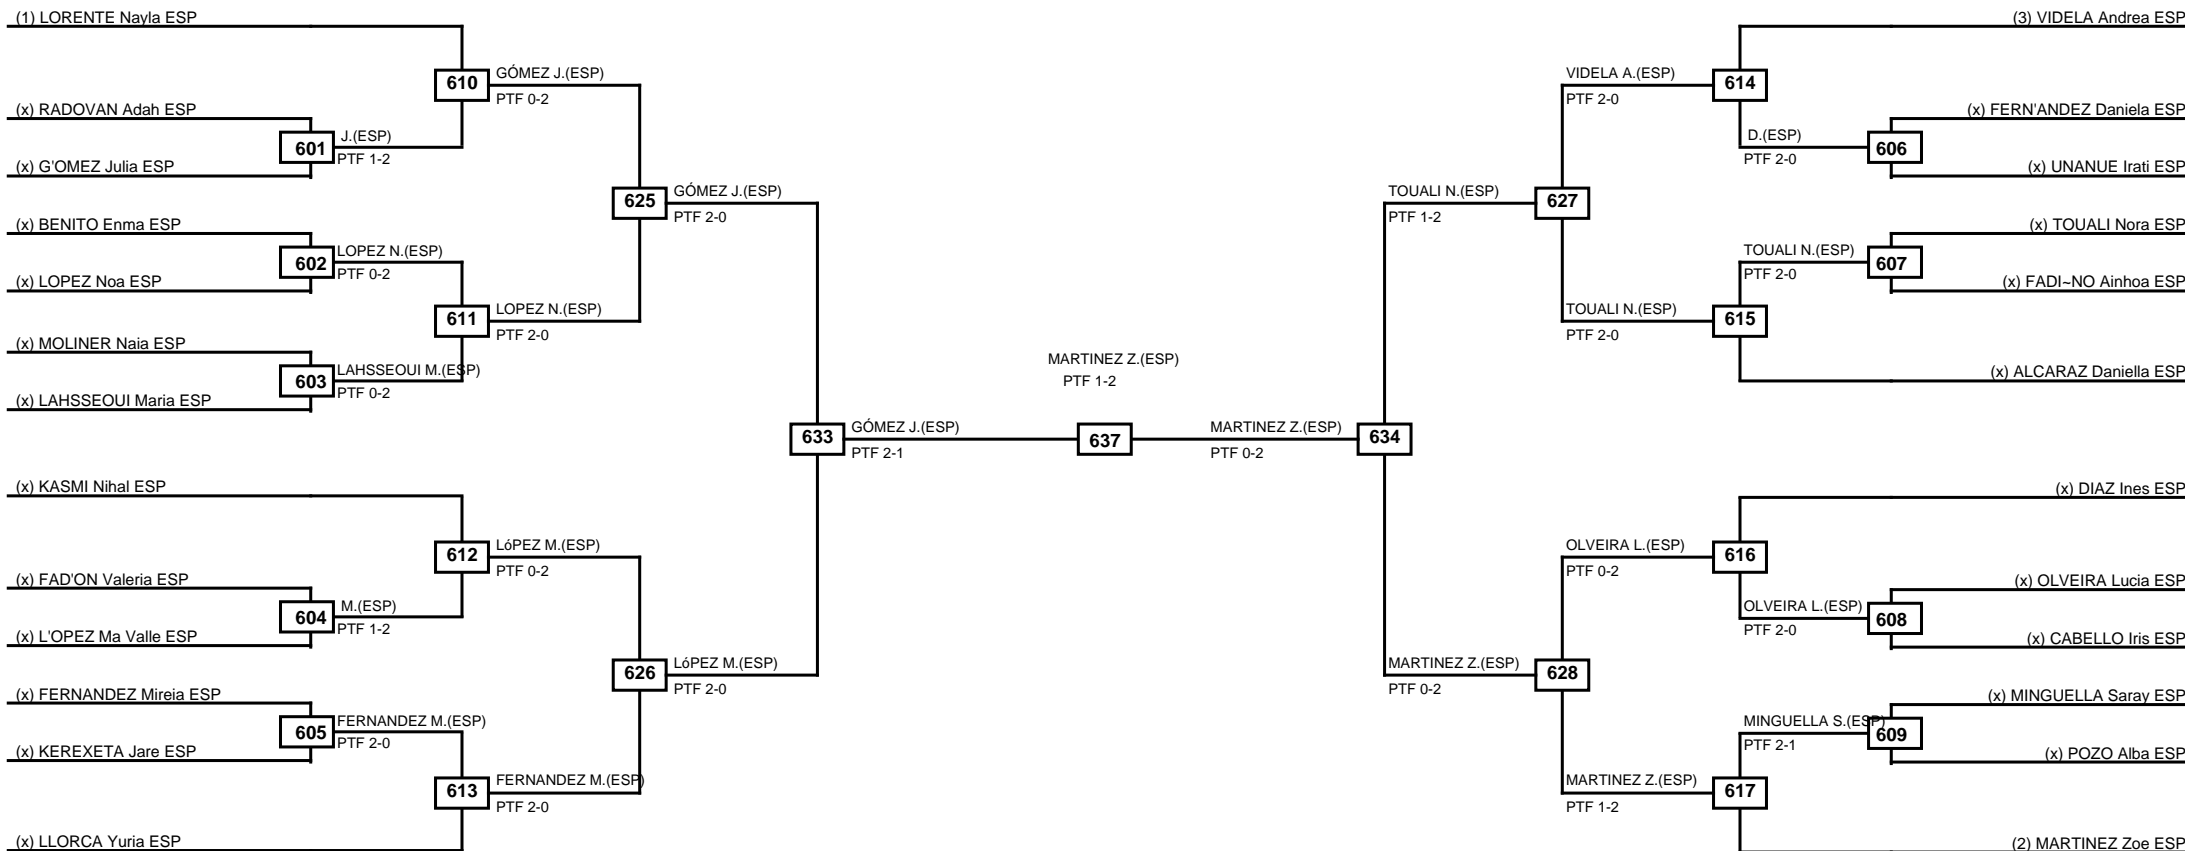 (1) LORENTE Nayla ESP
610
GÓMEZ J.(ESP)
PTF 0-2
(x) RADOVAN Adah ESP
601
J.(ESP)
PTF 1-2
(x) G'OMEZ Julia ESP
625
GÓMEZ J.(ESP)
PTF 2-0
(x) BENITO Enma ESP
602
LOPEZ N.(ESP)
PTF 0-2
(x) LOPEZ Noa ESP
611
LOPEZ N.(ESP)
PTF 2-0
(x) MOLINER Naia ESP
603
LAHSSEOUI M.(ESP)
PTF 0-2
(x) LAHSSEOUI Maria ESP
633
GÓMEZ J.(ESP)
PTF 2-1
(x) KASMI Nihal ESP
612
LóPEZ M.(ESP)
PTF 0-2
(x) FAD'ON Valeria ESP
604
M.(ESP)
PTF 1-2
(x) L'OPEZ Ma Valle ESP
626
LóPEZ M.(ESP)
PTF 2-0
(x) FERNANDEZ Mireia ESP
605
FERNANDEZ M.(ESP)
PTF 2-0
(x) KEREXETA Jare ESP
613
FERNANDEZ M.(ESP)
PTF 2-0
(x) LLORCA Yuria ESP
MARTINEZ Z.(ESP)
PTF 1-2
637
(3) VIDELA Andrea ESP
VIDELA A.(ESP)
PTF 2-0
614
(x) FERN'ANDEZ Daniela ESP
D.(ESP)
PTF 2-0
606
(x) UNANUE Irati ESP
TOUALI N.(ESP)
PTF 1-2
627
(x) TOUALI Nora ESP
TOUALI N.(ESP)
PTF 2-0
607
(x) FADI~NO Ainhoa ESP
TOUALI N.(ESP)
PTF 2-0
615
(x) ALCARAZ Daniella ESP
MARTINEZ Z.(ESP)
PTF 0-2
634
(x) DIAZ Ines ESP
OLVEIRA L.(ESP)
PTF 0-2
616
(x) OLVEIRA Lucia ESP
OLVEIRA L.(ESP)
PTF 2-0
608
(x) CABELLO Iris ESP
MARTINEZ Z.(ESP)
PTF 0-2
628
(x) MINGUELLA Saray ESP
MINGUELLA S.(ESP)
PTF 2-1
609
(x) POZO Alba ESP
MARTINEZ Z.(ESP)
PTF 1-2
617
(2) MARTINEZ Zoe ESP